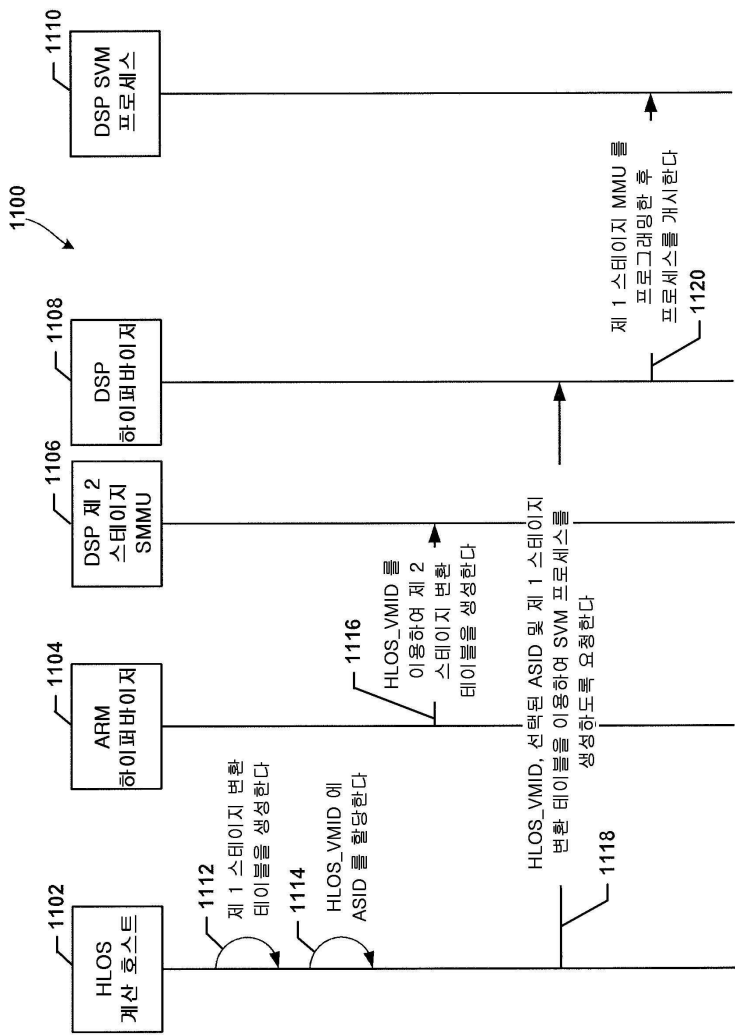 1100
1102
HLOS
계산 호스트
1104
ARM
하이퍼바이저
1106
DSP 제 2
스테이지
SMMU
1108
DSP
하이퍼바이저
1110
DSP SVM
프로세스
1112
제 1 스테이지 변환
테이블을 생성한다
1114
HLOS_VMID 에
ASID 를 할당한다
1116
HLOS_VMID 를
이용하여 제 2
스테이지 변환
테이블을 생성한다
1118
HLOS_VMID, 선택된 ASID 및 제 1 스테이지
변환 테이블을 이용하여 SVM 프로세스를
생성하도록 요청한다
제 1 스테이지 MMU 를
프로그래밍한 후
프로세스를 개시한다
1120